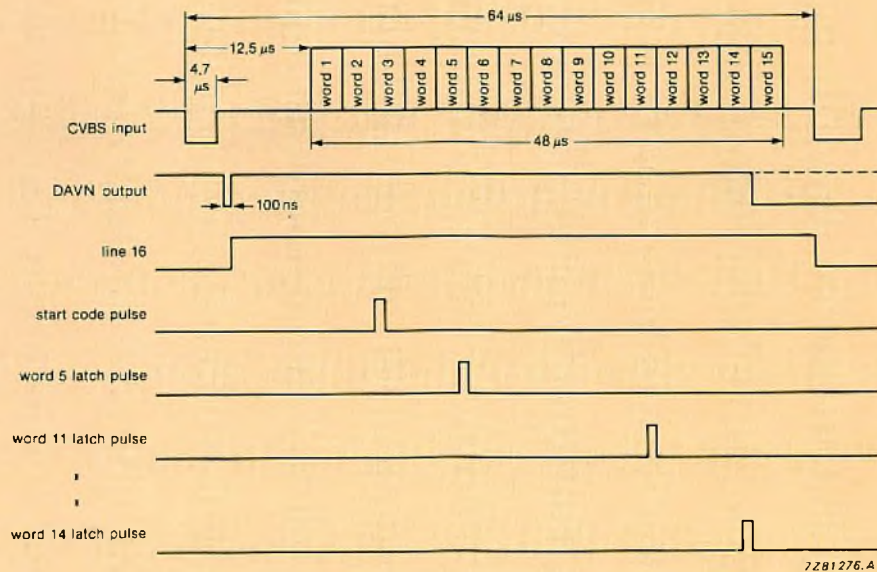 64 µs
12,5 µs
4,7
µs
word 1 word 2 word 3 word 4 word 5 word 6 word 7 word 8 word 9 word 10 word 11 word 12 word 13 word 14 word 15
CVBS input
48 µs
DAVN output
100 ns
line 16
start code pulse
word 5 latch pulse
word 11 latch pulse
word 14 latch pulse
7Z81276.A